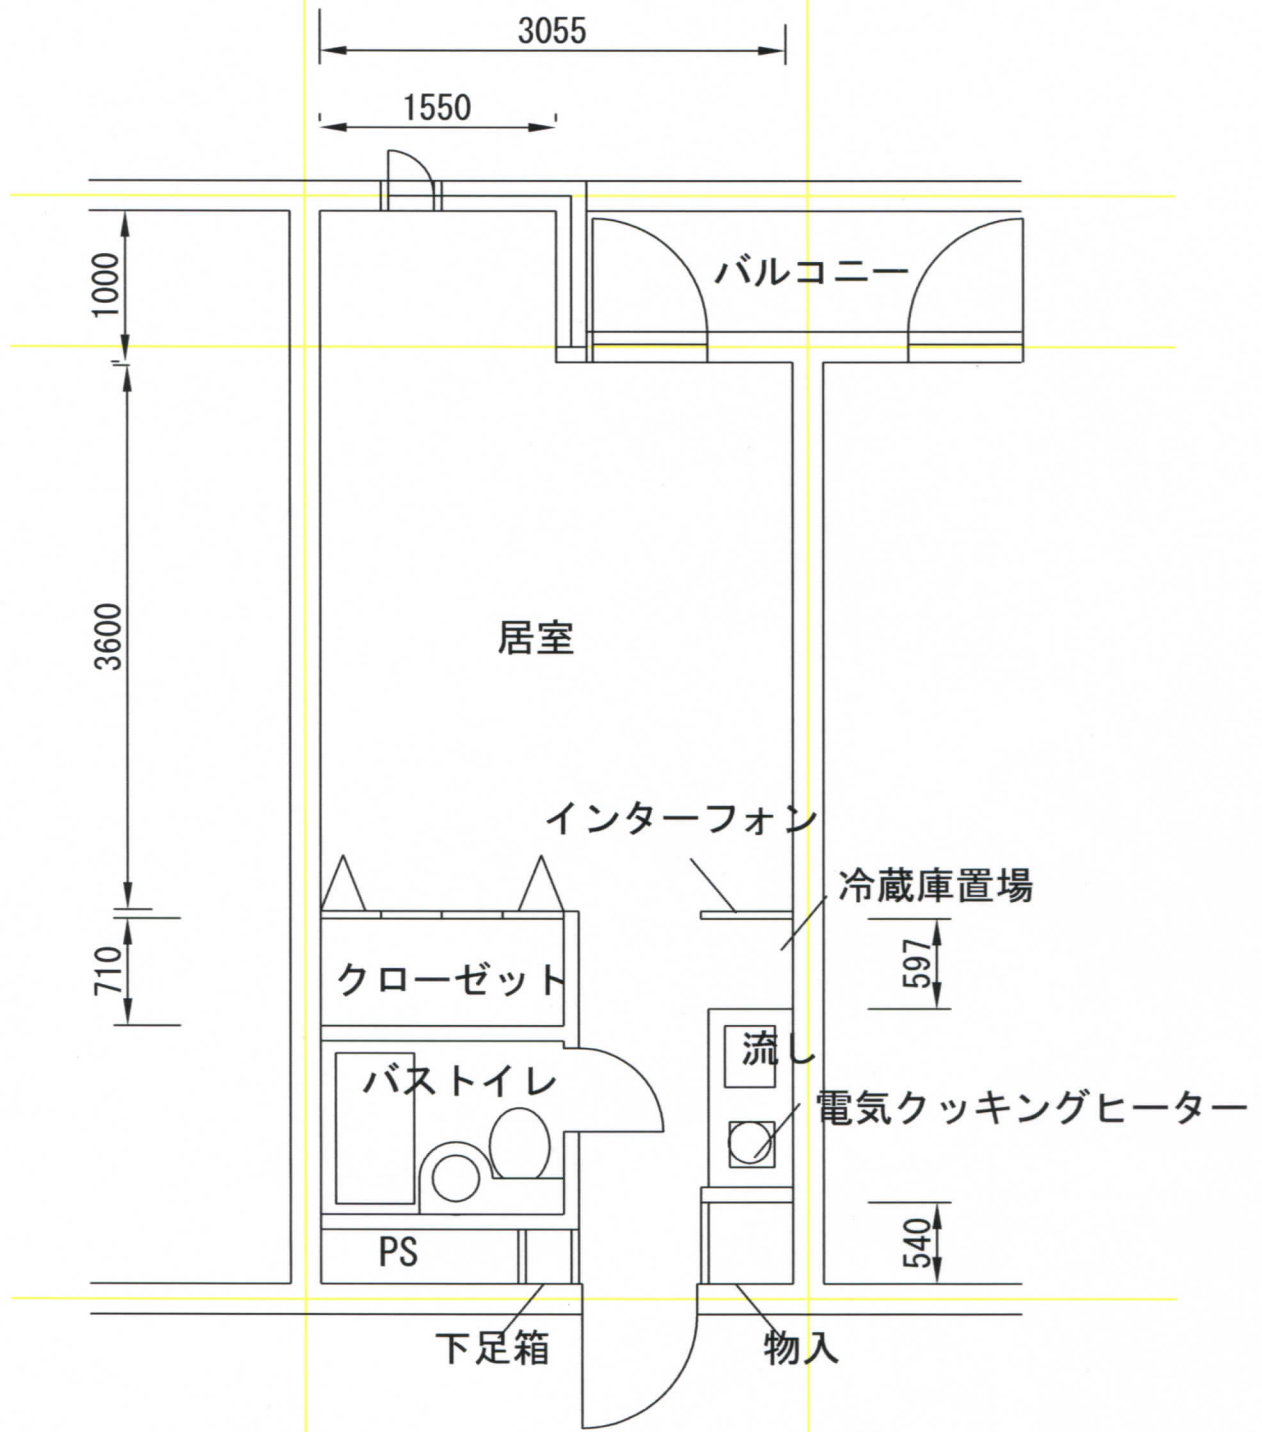 3055
1550
1000
バルコニー
3600
居室
インターフォン
冷蔵庫置場
710
クローゼット
597
流し
バストイレ
電気クッキングヒーター
540
PS
下足箱
物入